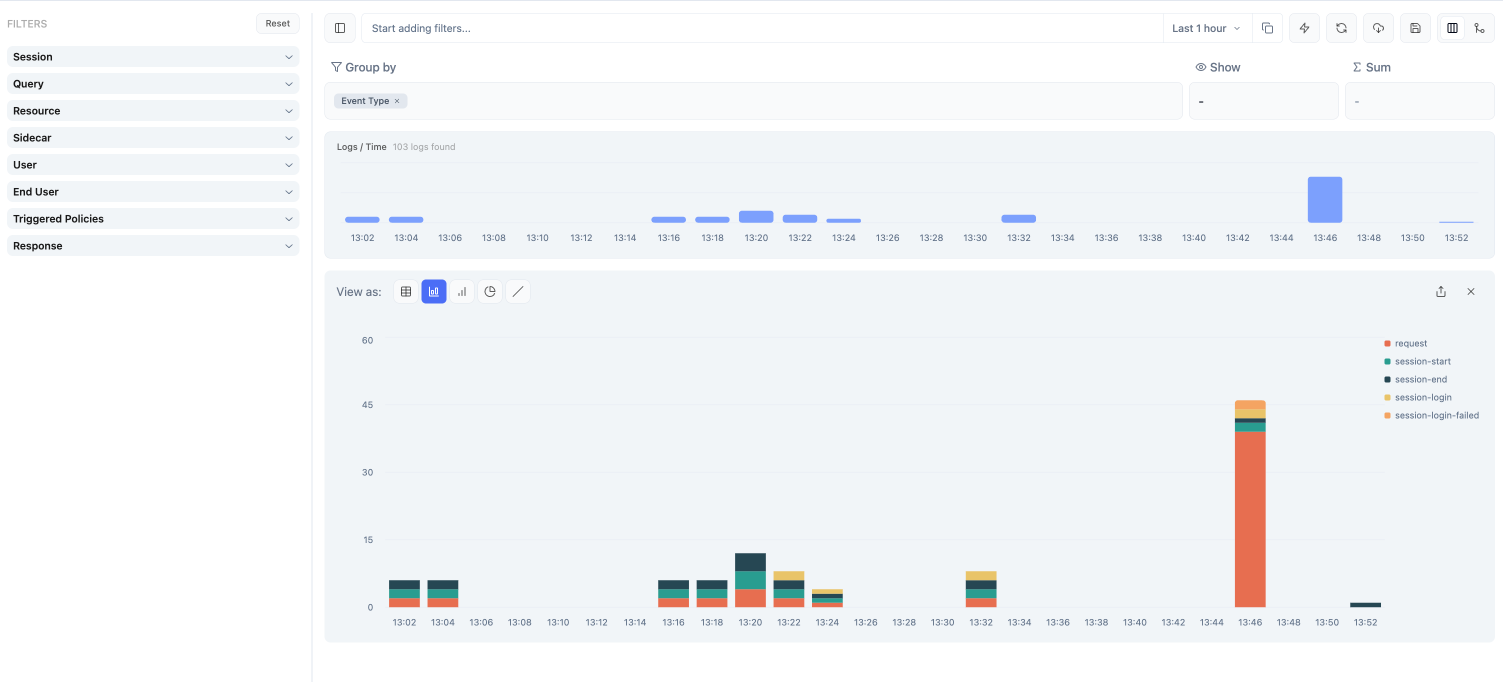 FILTERS
Reset
Session
Query
Resource
Sidecar
User
End User
Triggered Policies
Response
Start adding filters...
Last 1 hour
Group by
Show
Σ Sum
Event Type ×
-
-
Logs / Time 103 logs found
13:02 13:04 13:06 13:08 13:10 13:12 13:14 13:16 13:18 13:20 13:22 13:24 13:26 13:28 13:30 13:32 13:34 13:36 13:38 13:40 13:42 13:44 13:46 13:48 13:50 13:52
View as:
60
45
30
15
0
request
session-start
session-end
session-login
session-login-failed
13:02 13:04 13:06 13:08 13:10 13:12 13:14 13:16 13:18 13:20 13:22 13:24 13:26 13:28 13:30 13:32 13:34 13:36 13:38 13:40 13:42 13:44 13:46 13:48 13:50 13:52